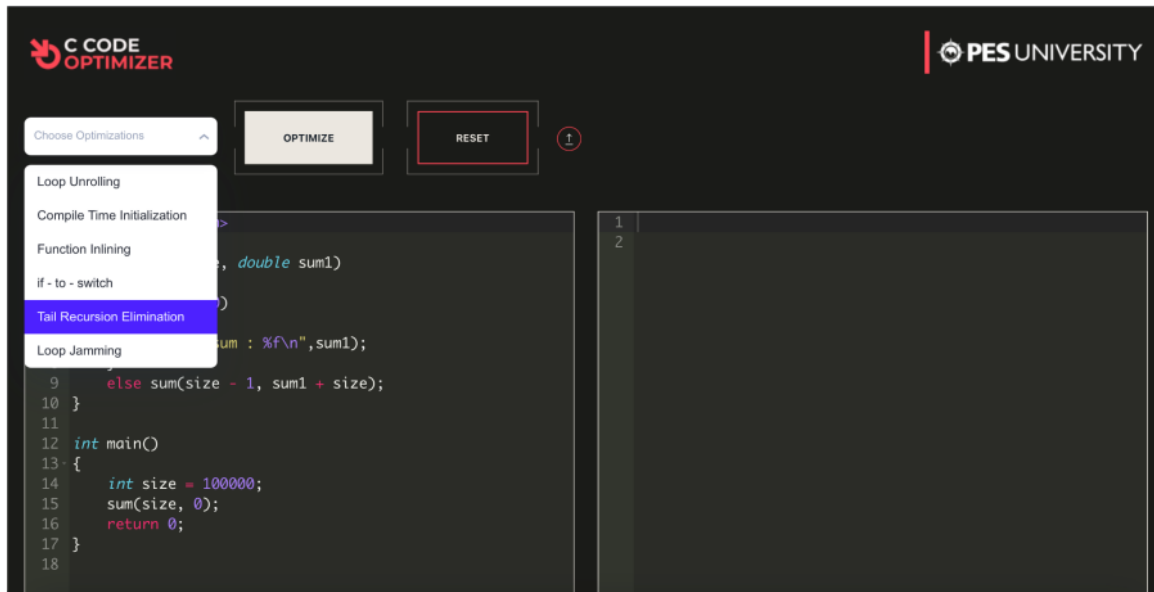 C CODE
OPTIMIZER
PES UNIVERSITY
Choose Optimizations
OPTIMIZE
RESET
Loop Unrolling
Compile Time Initialization
Function Inlining
if - to - switch
Tail Recursion Elimination
Loop Jamming
>
, double sum1)
)
sum : %f\n",sum1);
9 else sum(size - 1, sum1 + size);
10 }
11
12 int main()
13 {
14 int size = 100000;
15 sum(size, 0);
16 return 0;
17 }
18
1
2